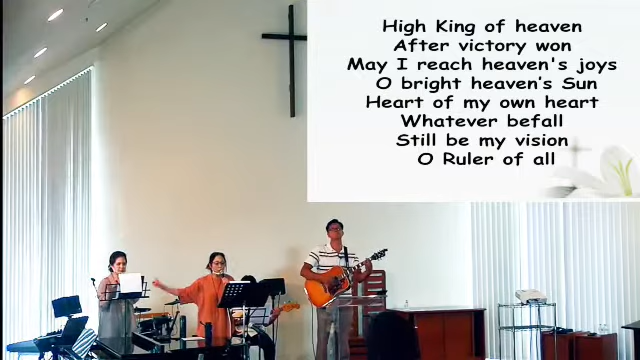 High King of heaven
After victory won
May I reach heaven's joys
O bright heaven's Sun
Heart of my own heart
Whatever befall
Still be my vision
O Ruler of all